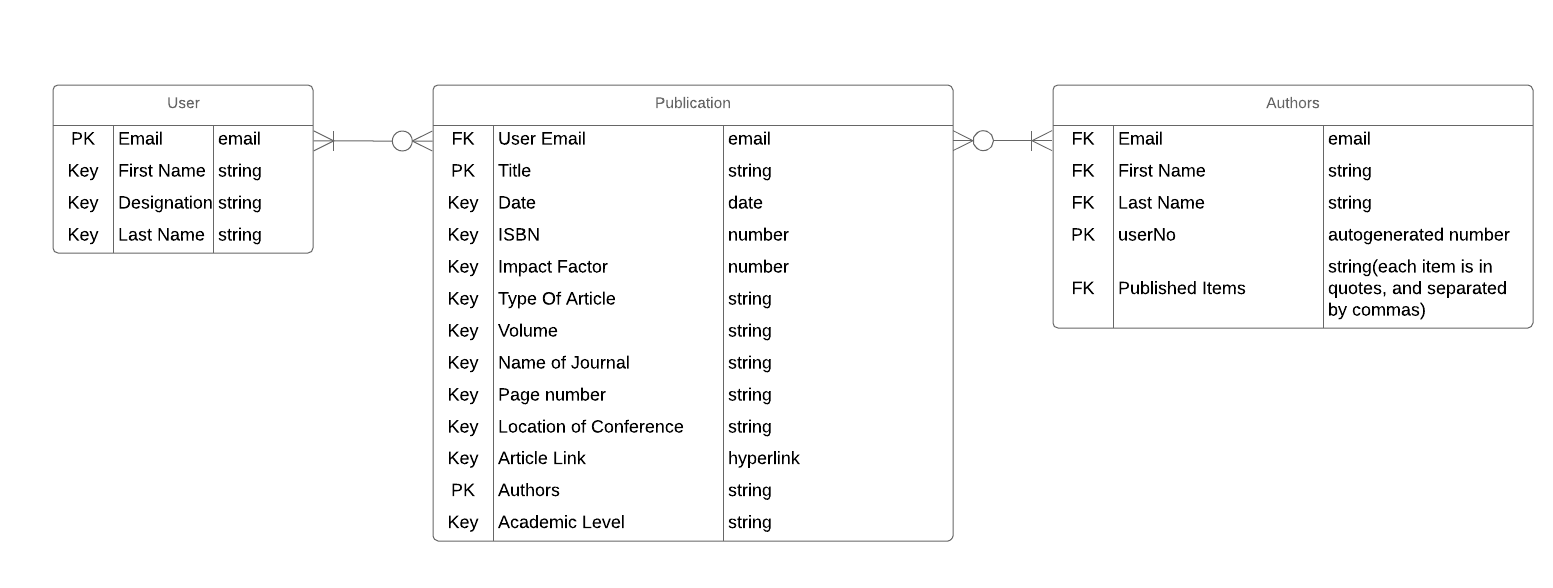 User
PK Email email
Key First Name string
Key Designation string
Key Last Name string
Publication
FK User Email email
PK Title string
Key Date date
Key ISBN number
Key Impact Factor number
Key Type Of Article string
Key Volume string
Key Name of Journal string
Key Page number string
Key Location of Conference string
Key Article Link hyperlink
PK Authors string
Key Academic Level string
Authors
FK Email email
FK First Name string
FK Last Name string
PK userNo autogenerated number
FK Published Items string(each item is in
quotes, and separated
by commas)